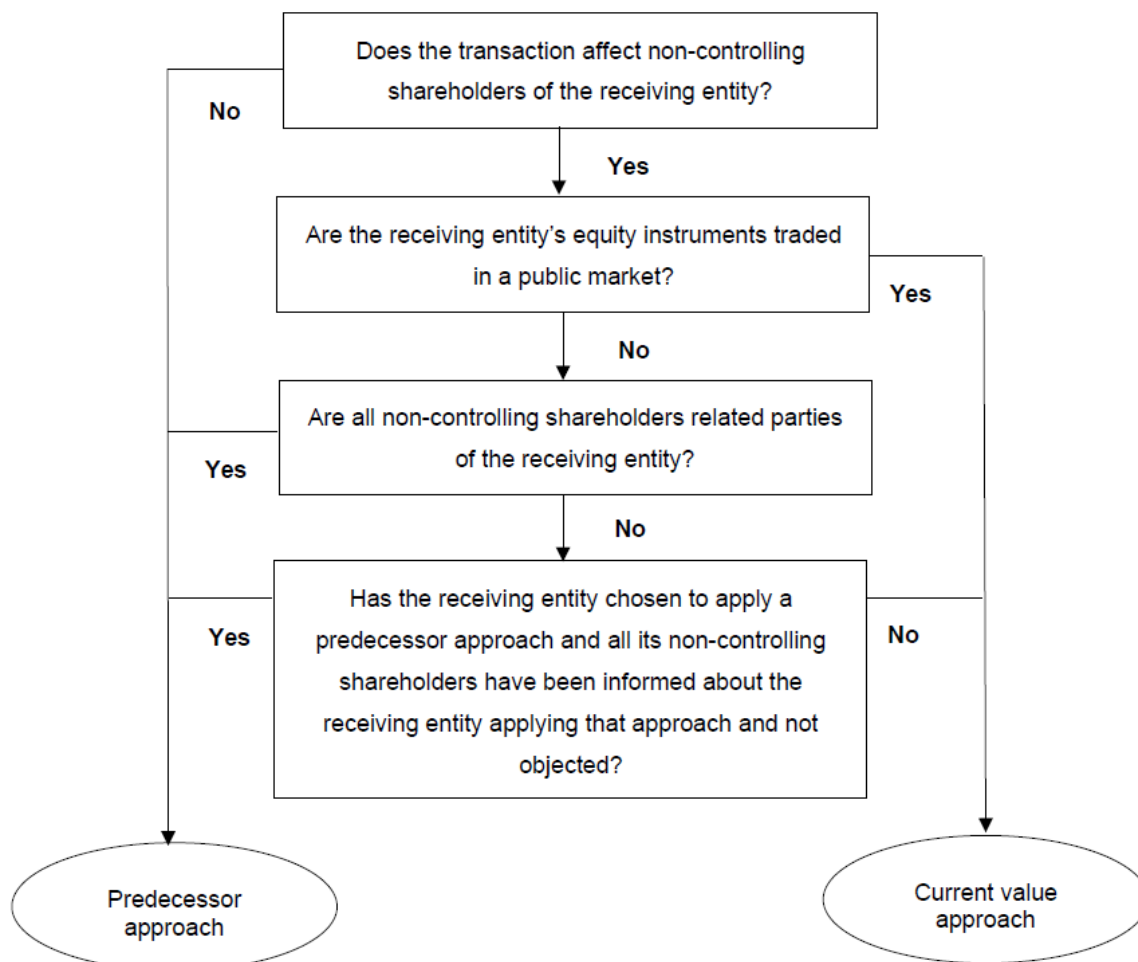 Does the transaction affect non-controlling
shareholders of the receiving entity?
No
Yes
Are the receiving entity's equity instruments traded
in a public market?
Yes
No
Are all non-controlling shareholders related parties
of the receiving entity?
Yes
No
Has the receiving entity chosen to apply a
predecessor approach and all its non-controlling
shareholders have been informed about the
receiving entity applying that approach and not
objected?
Yes
No
Predecessor
approach
Current value
approach